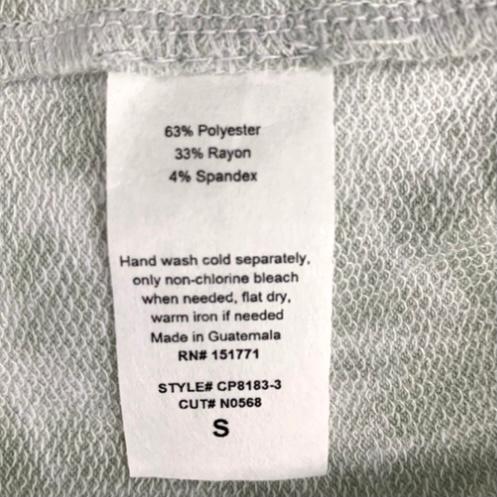 63% Polyester
33% Rayon
4% Spandex
Hand wash cold separately,
only non-chlorine bleach
when needed, flat dry,
warm iron if needed
Made in Guatemala
RN# 151771
STYLE# CP8183-3
CUT# N0568
S